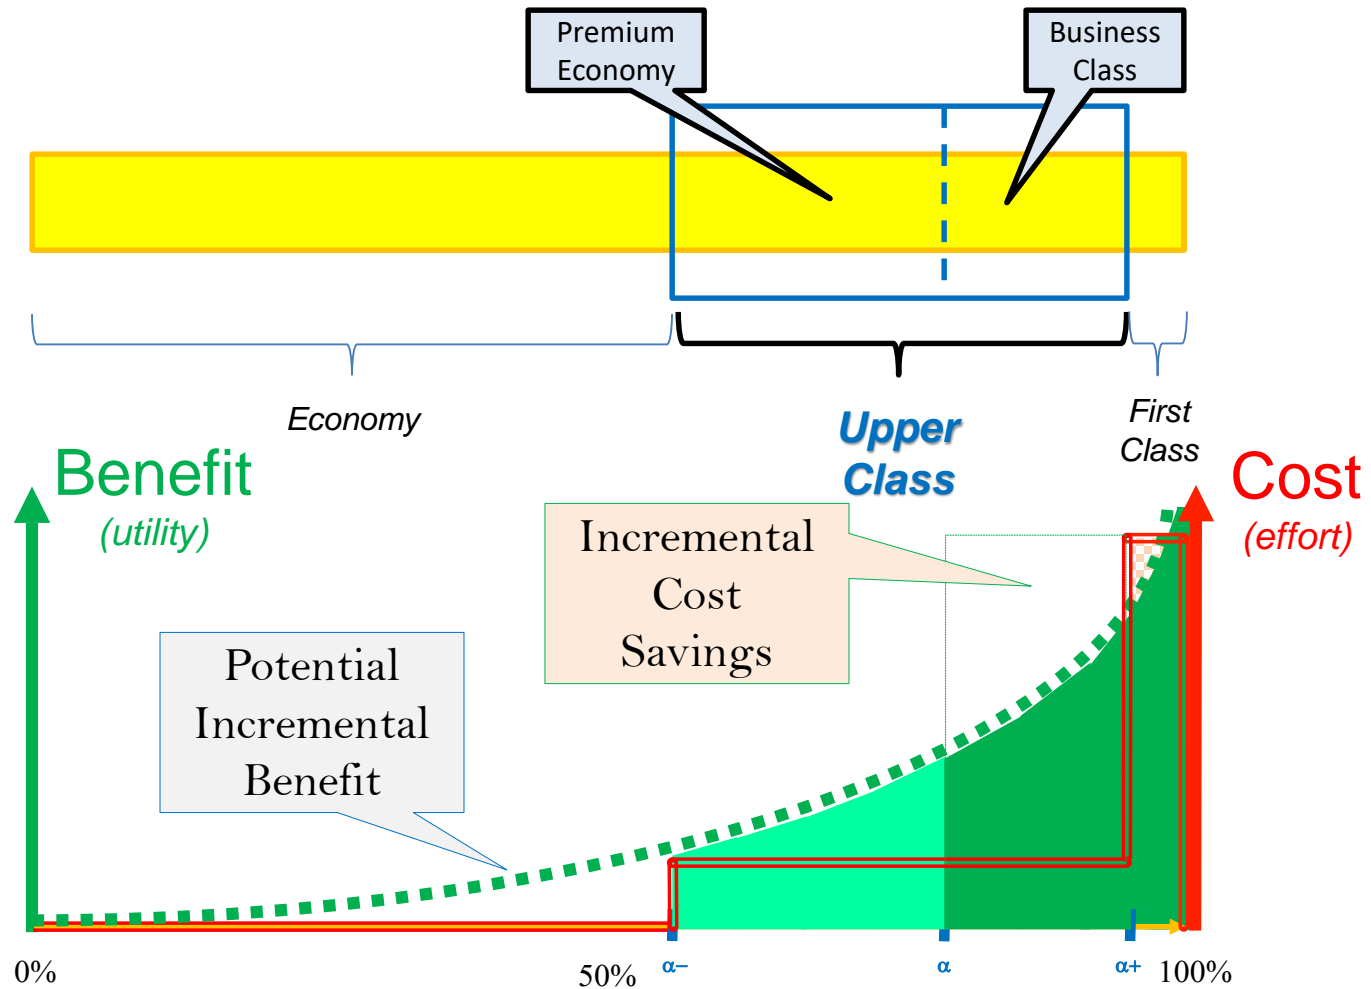 Premium
Economy
Business
Class
Economy
Upper
Class
First
Class
Benefit
(utility)
Cost
(effort)
Incremental
Cost
Savings
Potential
Incremental
Benefit
0%
50%
α−
α
α+
100%